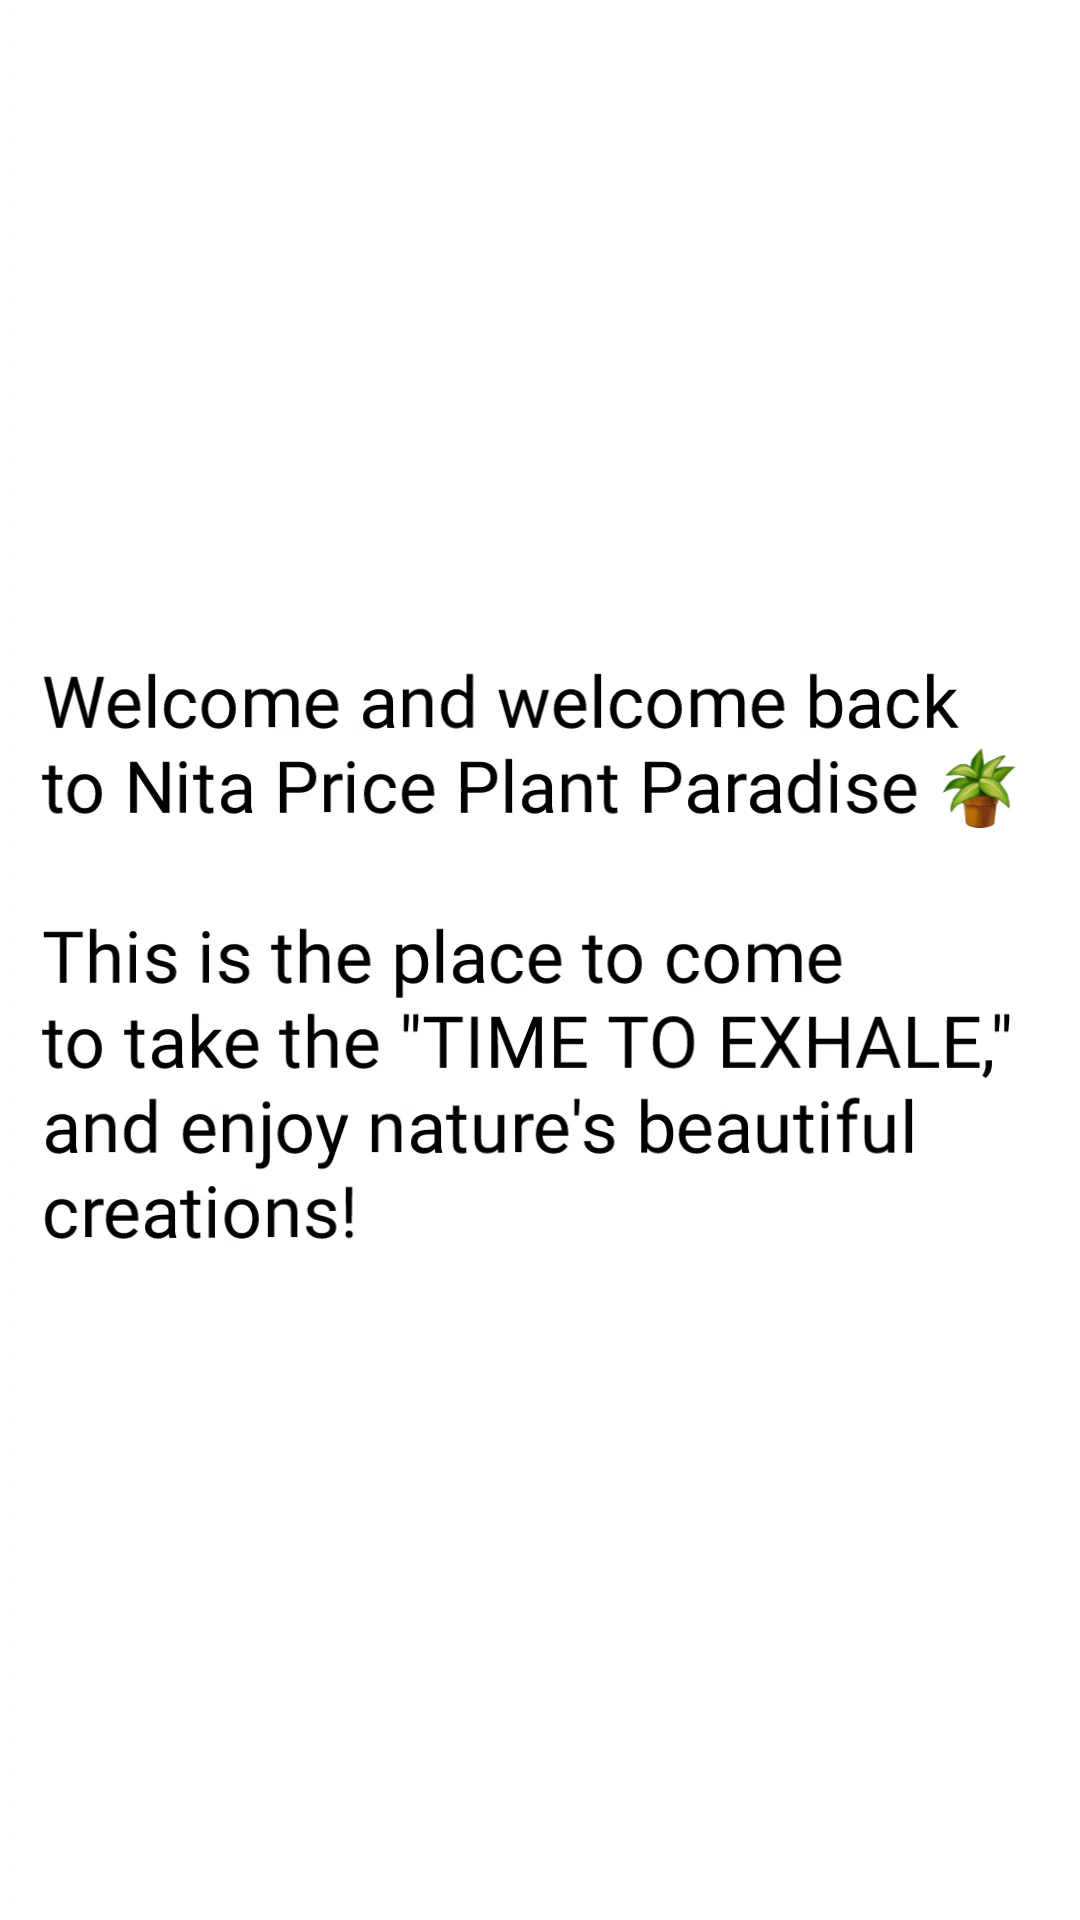 Welcome and welcome back
to Nita Price Plant Paradise 🪴
This is the place to come
to take the "TIME TO EXHALE,"
and enjoy nature's beautiful
creations!